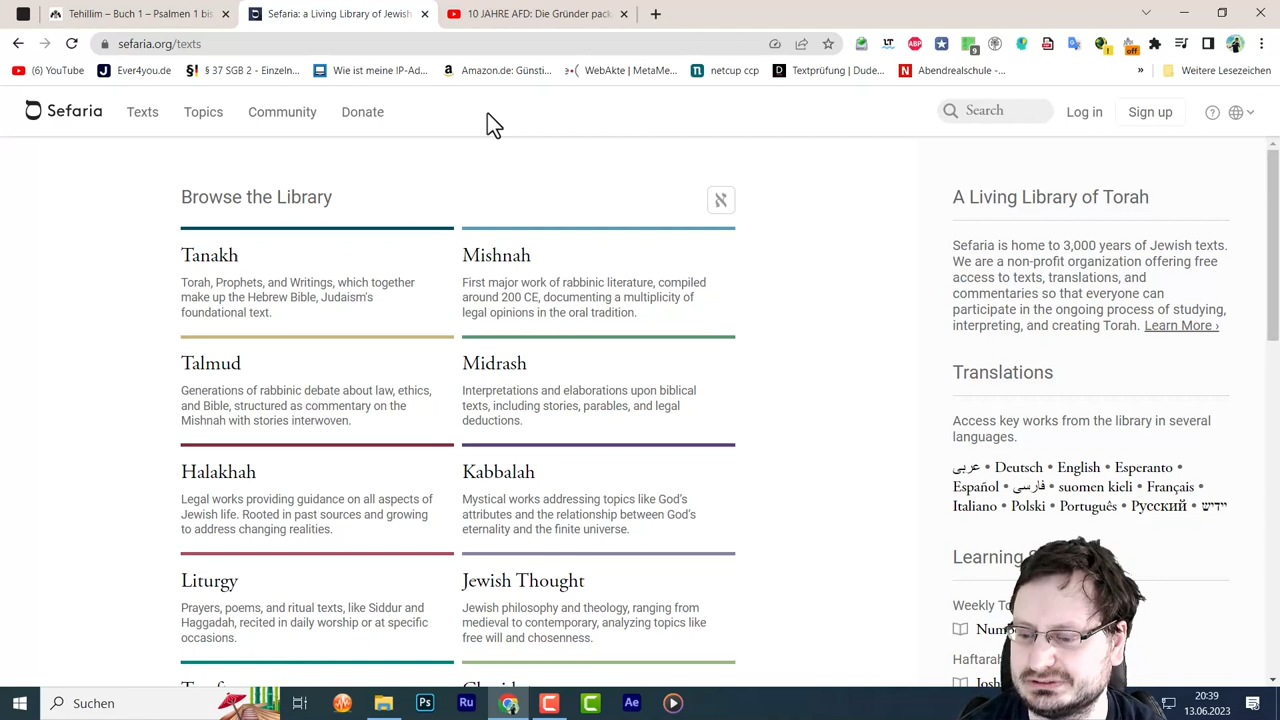 Tehillim – Buch 1 – Psalmen 1 bis
Sefaria: a Living Library of Jewish
10 JAHRE AFD: Die Gründer pack
sefaria.org/texts
(6) YouTube
Ever4you.de
§ 37 SGB 2 - Einzeln...
Wie ist meine IP-Ad...
Amazon.de: Günsti...
WebAkte | MetaMe...
netcup ccp
Textprüfung | Dude...
Abendrealschule -...
»
Weitere Lesezeichen
Sefaria
Texts
Topics
Community
Donate
Search
Log in
Sign up
Browse the Library
א
Tanakh
Torah, Prophets, and Writings, which together
make up the Hebrew Bible, Judaism's
foundational text.
Mishnah
First major work of rabbinic literature, compiled
around 200 CE, documenting a multiplicity of
legal opinions in the oral tradition.
Talmud
Generations of rabbinic debate about law, ethics,
and Bible, structured as commentary on the
Mishnah with stories interwoven.
Midrash
Interpretations and elaborations upon biblical
texts, including stories, parables, and legal
deductions.
Halakhah
Legal works providing guidance on all aspects of
Jewish life. Rooted in past sources and growing
to address changing realities.
Kabbalah
Mystical works addressing topics like God's
attributes and the relationship between God's
eternality and the finite universe.
Liturgy
Prayers, poems, and ritual texts, like Siddur and
Haggadah, recited in daily worship or at specific
occasions.
Jewish Thought
Jewish philosophy and theology, ranging from
medieval to contemporary, analyzing topics like
free will and chosenness.
A Living Library of Torah
Sefaria is home to 3,000 years of Jewish texts.
We are a non-profit organization offering free
access to texts, translations, and
commentaries so that everyone can
participate in the ongoing process of studying,
interpreting, and creating Torah. Learn More ›
Translations
Access key works from the library in several
languages.
عربى • Deutsch • English • Esperanto •
Español • فارسی • suomen kieli • Français •
Italiano • Polski • Português • Русский • יידיש
Learning
Weekly
Haftarah
Suchen
Ps
Ru
Ae
20:39
13.06.2023